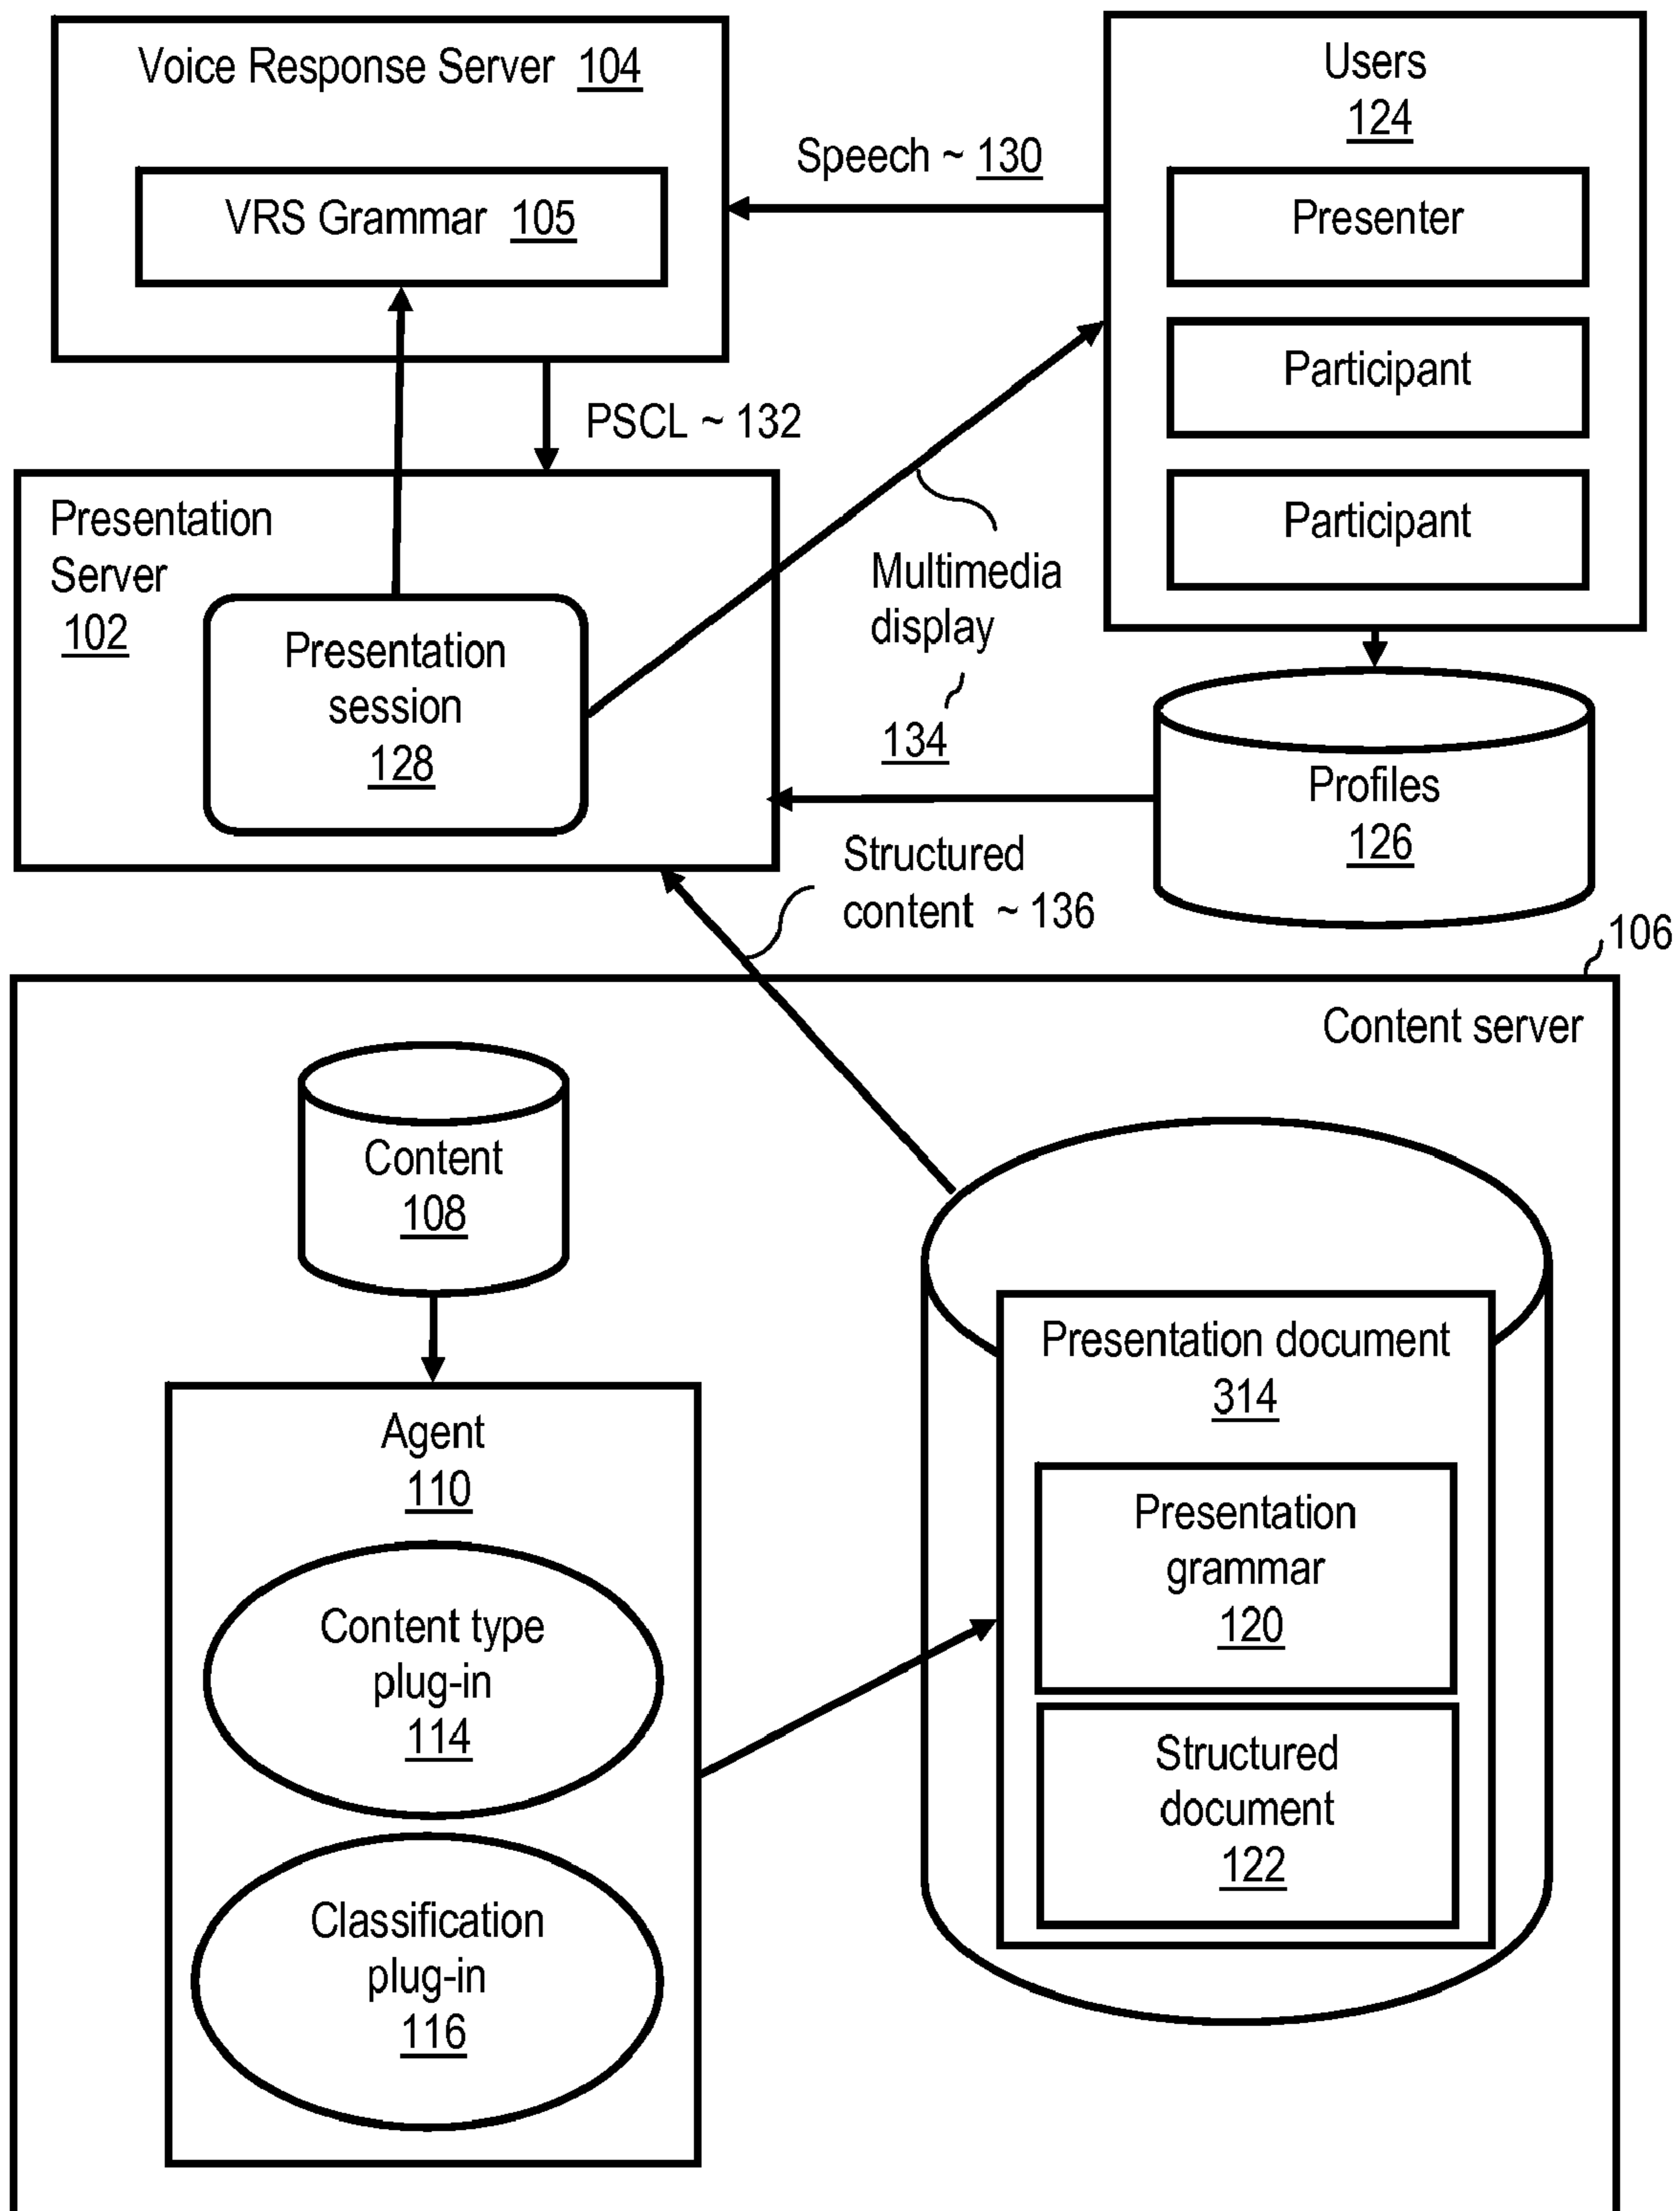 Voice Response Server 104
VRS Grammar 105
Speech ~ 130
Users
124
Presenter
Participant
Participant
PSCL ~ 132
Presentation
Server
102
Presentation
session
128
Multimedia
display
134
Profiles
126
Structured
content ~ 136
106
Content server
Content
108
Agent
110
Content type
plug-in
114
Classification
plug-in
116
Presentation document
314
Presentation
grammar
120
Structured
document
122